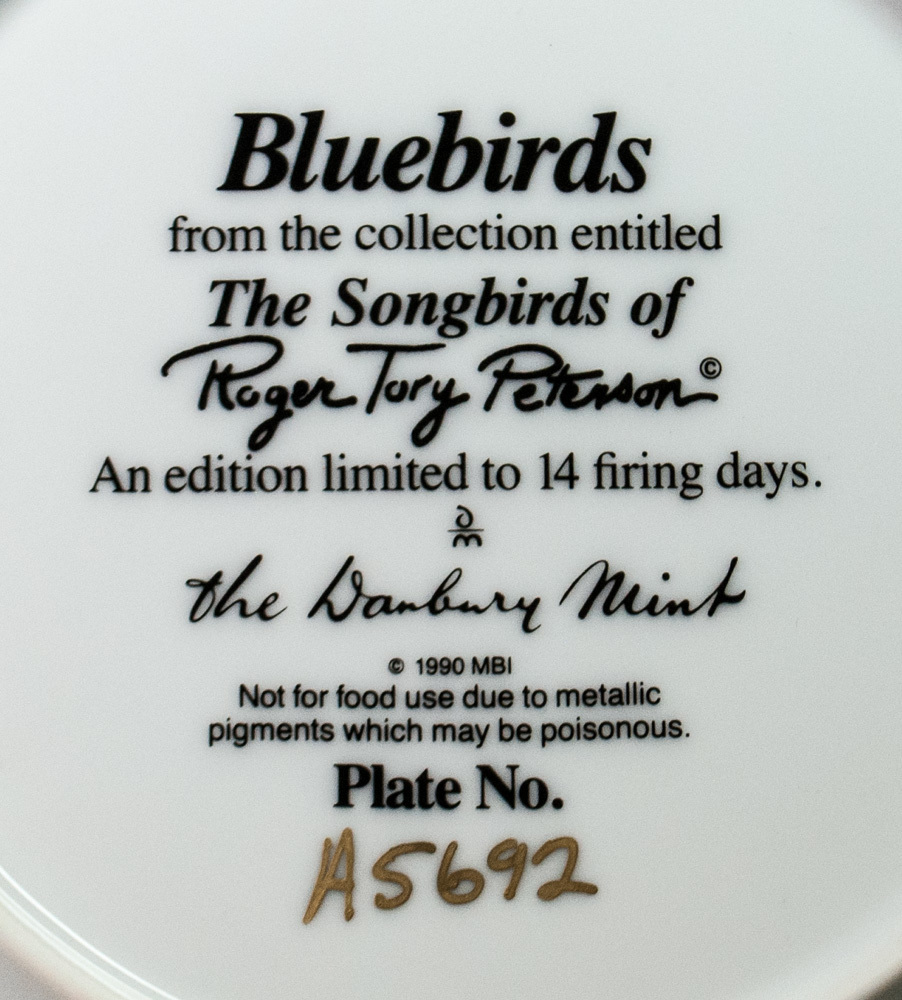 Bluebirds
from the collection entitled
The Songbirds of
Roger Tory Peterson©
An edition limited to 14 firing days.
dm
the Danbury Mint
© 1990 MBI
Not for food use due to metallic
pigments which may be poisonous.
Plate No.
A5692